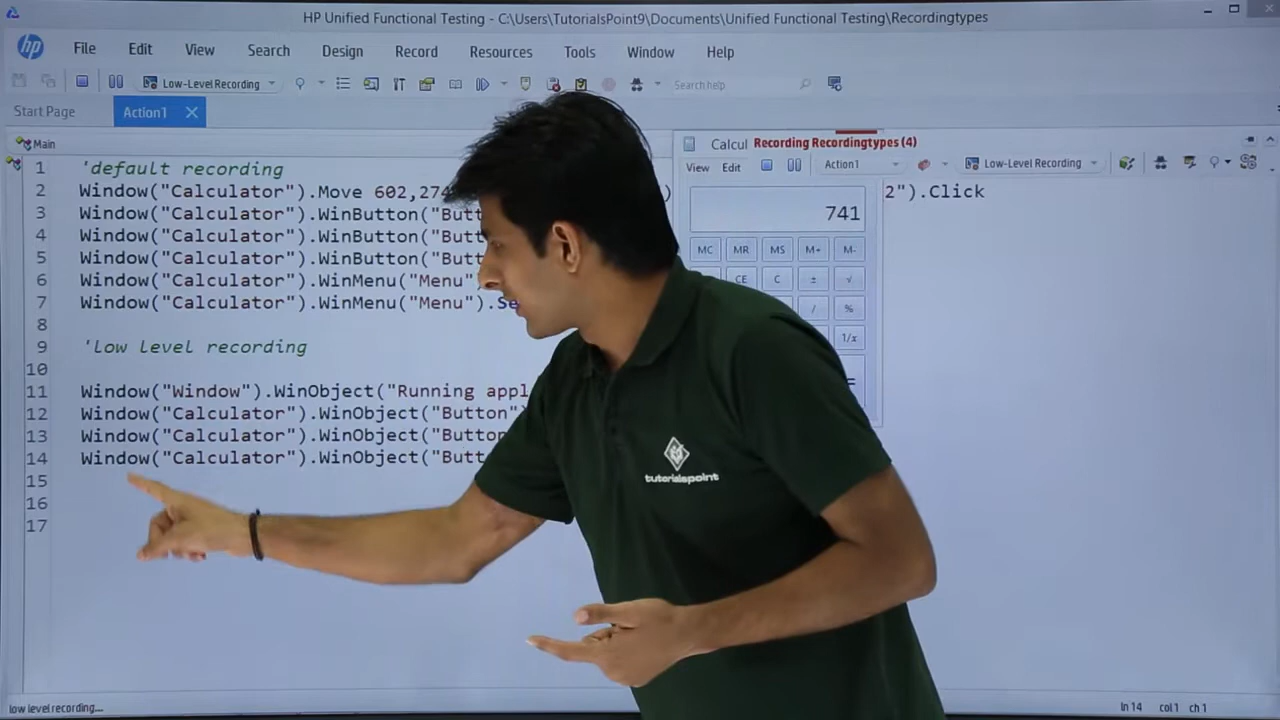 HP Unified Functional Testing - C:\Users\TutorialsPoint9\Documents\Unified Functional Testing\Recordingtypes
hp File Edit View Search Design Record Resources Tools Window Help
Low-Level Recording Search help
Start Page Action1
Main
Calcul Recording Recordingtypes (4)
View Edit Action1 Low-Level Recording
1 'default recording
2 Window("Calculator").Move 602,274 ) 2").Click
3 Window("Calculator").WinButton("Butt
4 Window("Calculator").WinButton("Butt
5 Window("Calculator").WinButton("Butt
6 Window("Calculator").WinMenu("Menu"
7 Window("Calculator").WinMenu("Menu").Se
8
9 'low level recording
10
11 Window("Window").WinObject("Running appl
12 Window("Calculator").WinObject("Button")
13 Window("Calculator").WinObject("Button
14 Window("Calculator").WinObject("Butt
15
16
17
741
MC MR MS M+ M-
CE C ± √
/ %
1/x
=
tutorialspoint
low level recording...
ln 14 col 1 ch 1